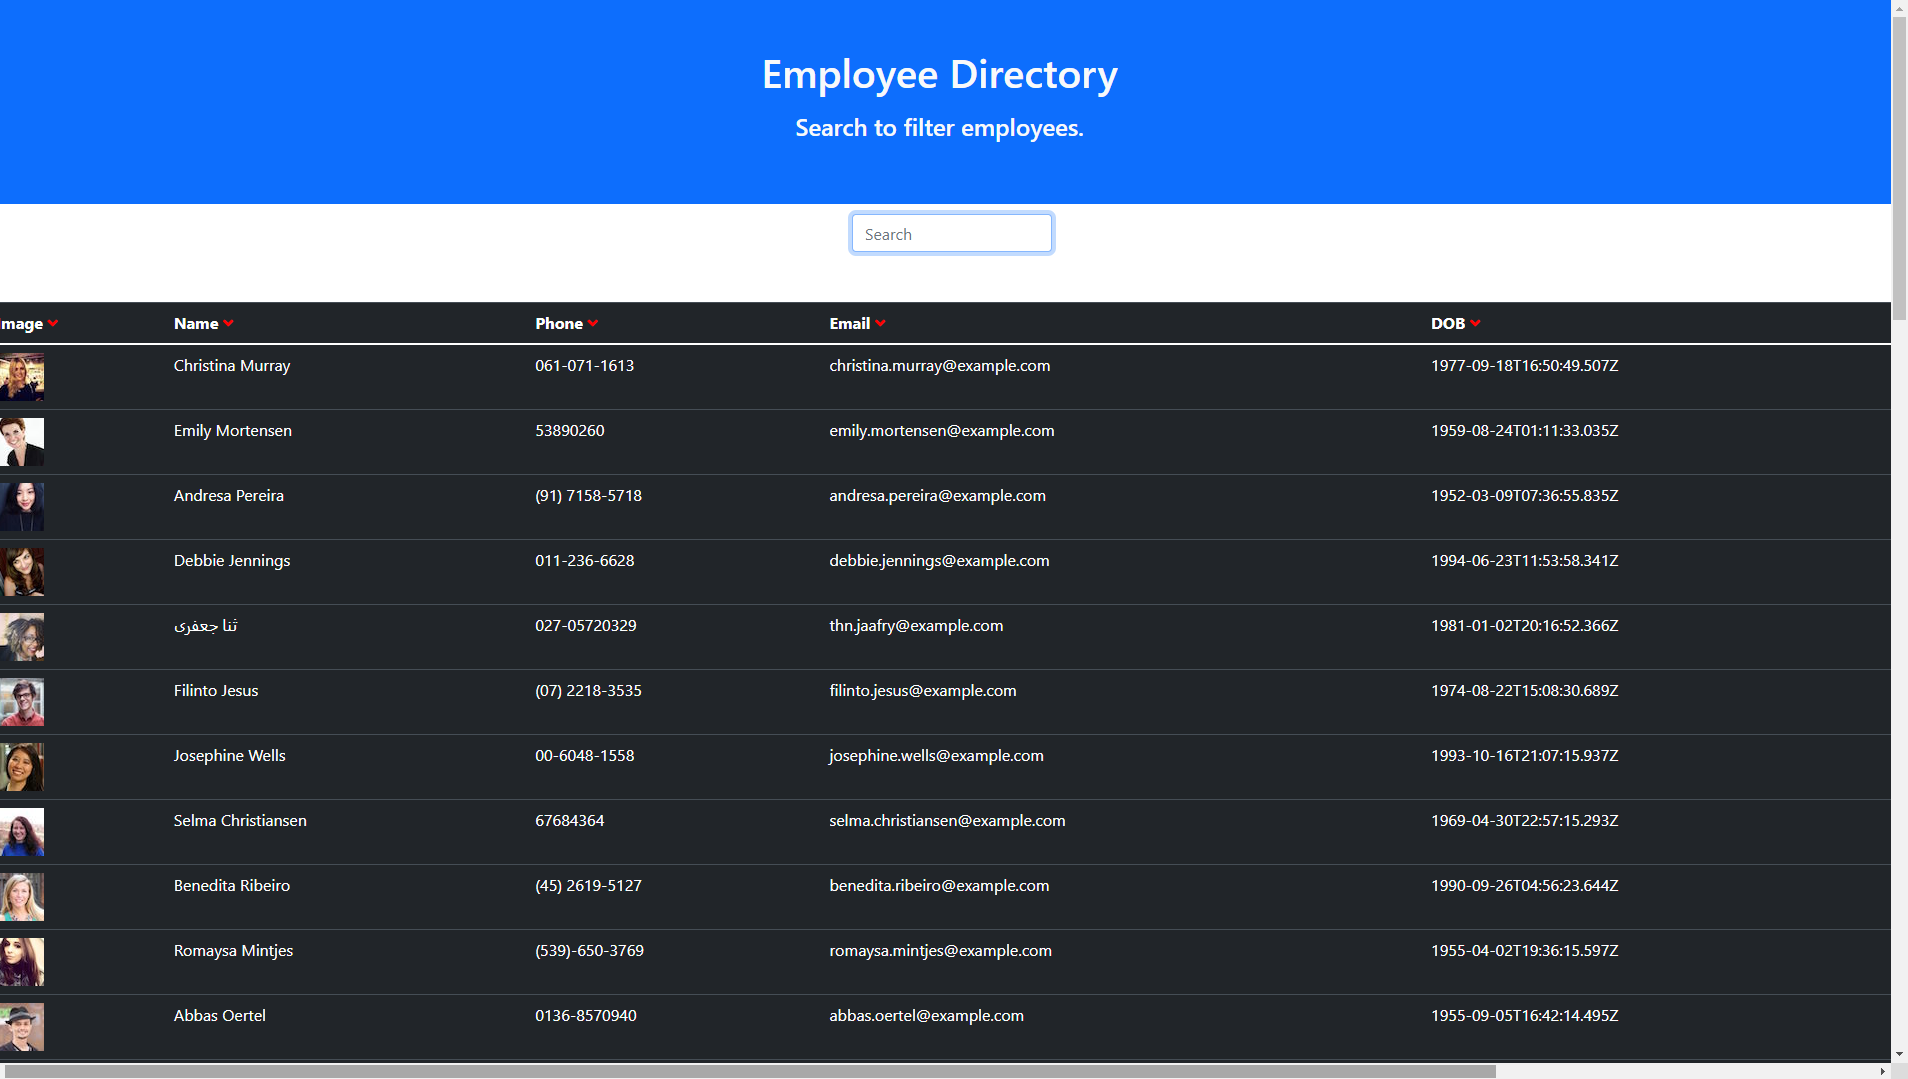 Employee Directory
Search to filter employees.
Search
mage Name Phone Email DOB
Christina Murray 061-071-1613 christina.murray@example.com 1977-09-18T16:50:49.507Z
Emily Mortensen 53890260 emily.mortensen@example.com 1959-08-24T01:11:33.035Z
Andresa Pereira (91) 7158-5718 andresa.pereira@example.com 1952-03-09T07:36:55.835Z
Debbie Jennings 011-236-6628 debbie.jennings@example.com 1994-06-23T11:53:58.341Z
ثنا جعفری 027-05720329 thn.jaafry@example.com 1981-01-02T20:16:52.366Z
Filinto Jesus (07) 2218-3535 filinto.jesus@example.com 1974-08-22T15:08:30.689Z
Josephine Wells 00-6048-1558 josephine.wells@example.com 1993-10-16T21:07:15.937Z
Selma Christiansen 67684364 selma.christiansen@example.com 1969-04-30T22:57:15.293Z
Benedita Ribeiro (45) 2619-5127 benedita.ribeiro@example.com 1990-09-26T04:56:23.644Z
Romaysa Mintjes (539)-650-3769 romaysa.mintjes@example.com 1955-04-02T19:36:15.597Z
Abbas Oertel 0136-8570940 abbas.oertel@example.com 1955-09-05T16:42:14.495Z